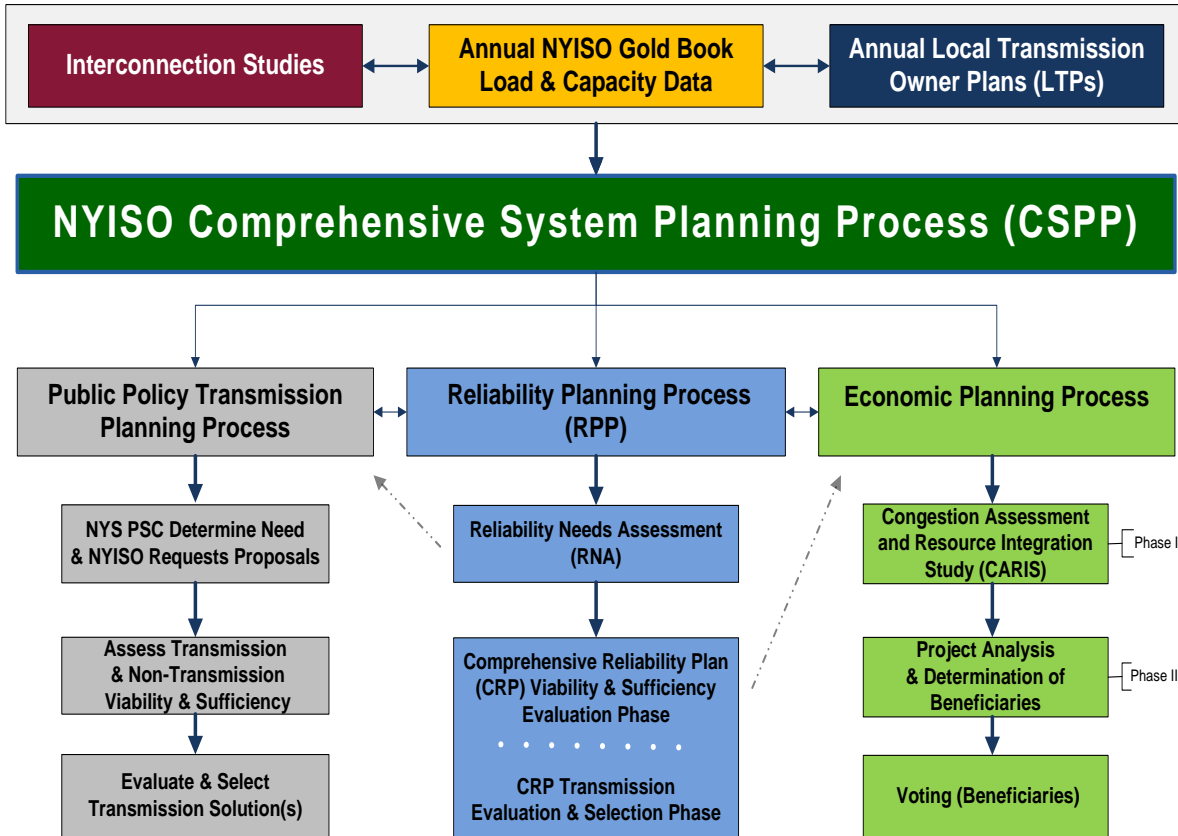 Interconnection Studies
Annual NYISO Gold Book
Load & Capacity Data
Annual Local Transmission
Owner Plans (LTPs)
NYISO Comprehensive System Planning Process (CSPP)
Public Policy Transmission
Planning Process
Reliability Planning Process
(RPP)
Economic Planning Process
NYS PSC Determine Need
& NYISO Requests Proposals
Reliability Needs Assessment
(RNA)
Congestion Assessment
and Resource Integration
Study (CARIS)
Phase I
Assess Transmission
& Non-Transmission
Viability & Sufficiency
Comprehensive Reliability Plan
(CRP) Viability & Sufficiency
Evaluation Phase
Project Analysis
& Determination of
Beneficiaries
Phase II
Evaluate & Select
Transmission Solution(s)
CRP Transmission
Evaluation & Selection Phase
Voting (Beneficiaries)